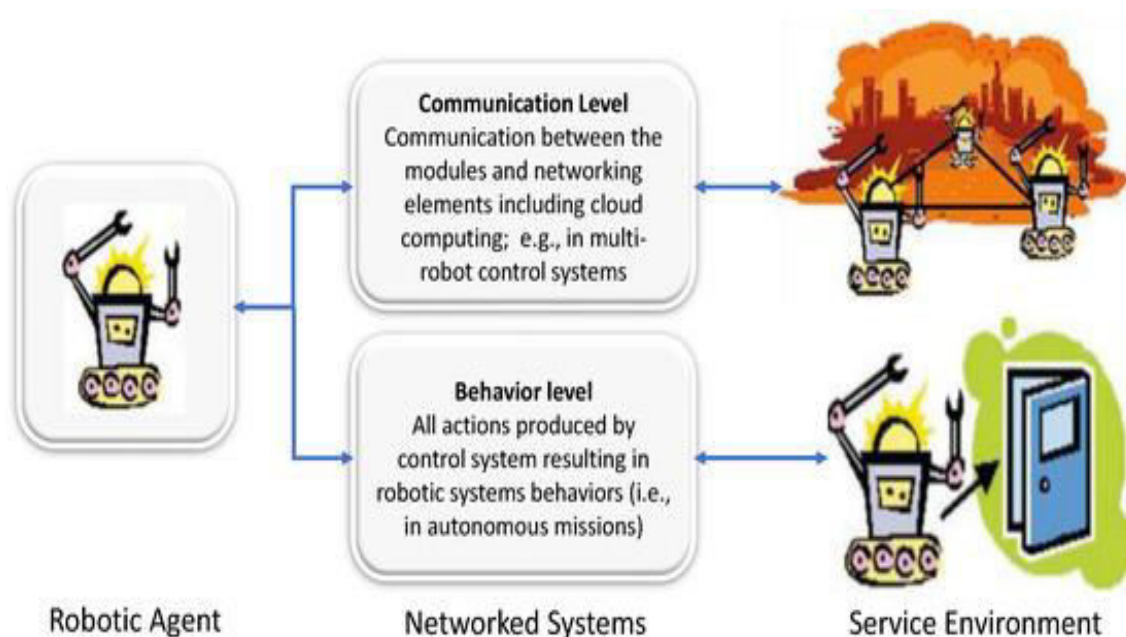 Communication Level
Communication between the
modules and networking
elements including cloud
computing; e.g., in multi-
robot control systems
Behavior level
All actions produced by
control system resulting in
robotic systems behaviors (i.e.,
in autonomous missions)
Robotic Agent
Networked Systems
Service Environment